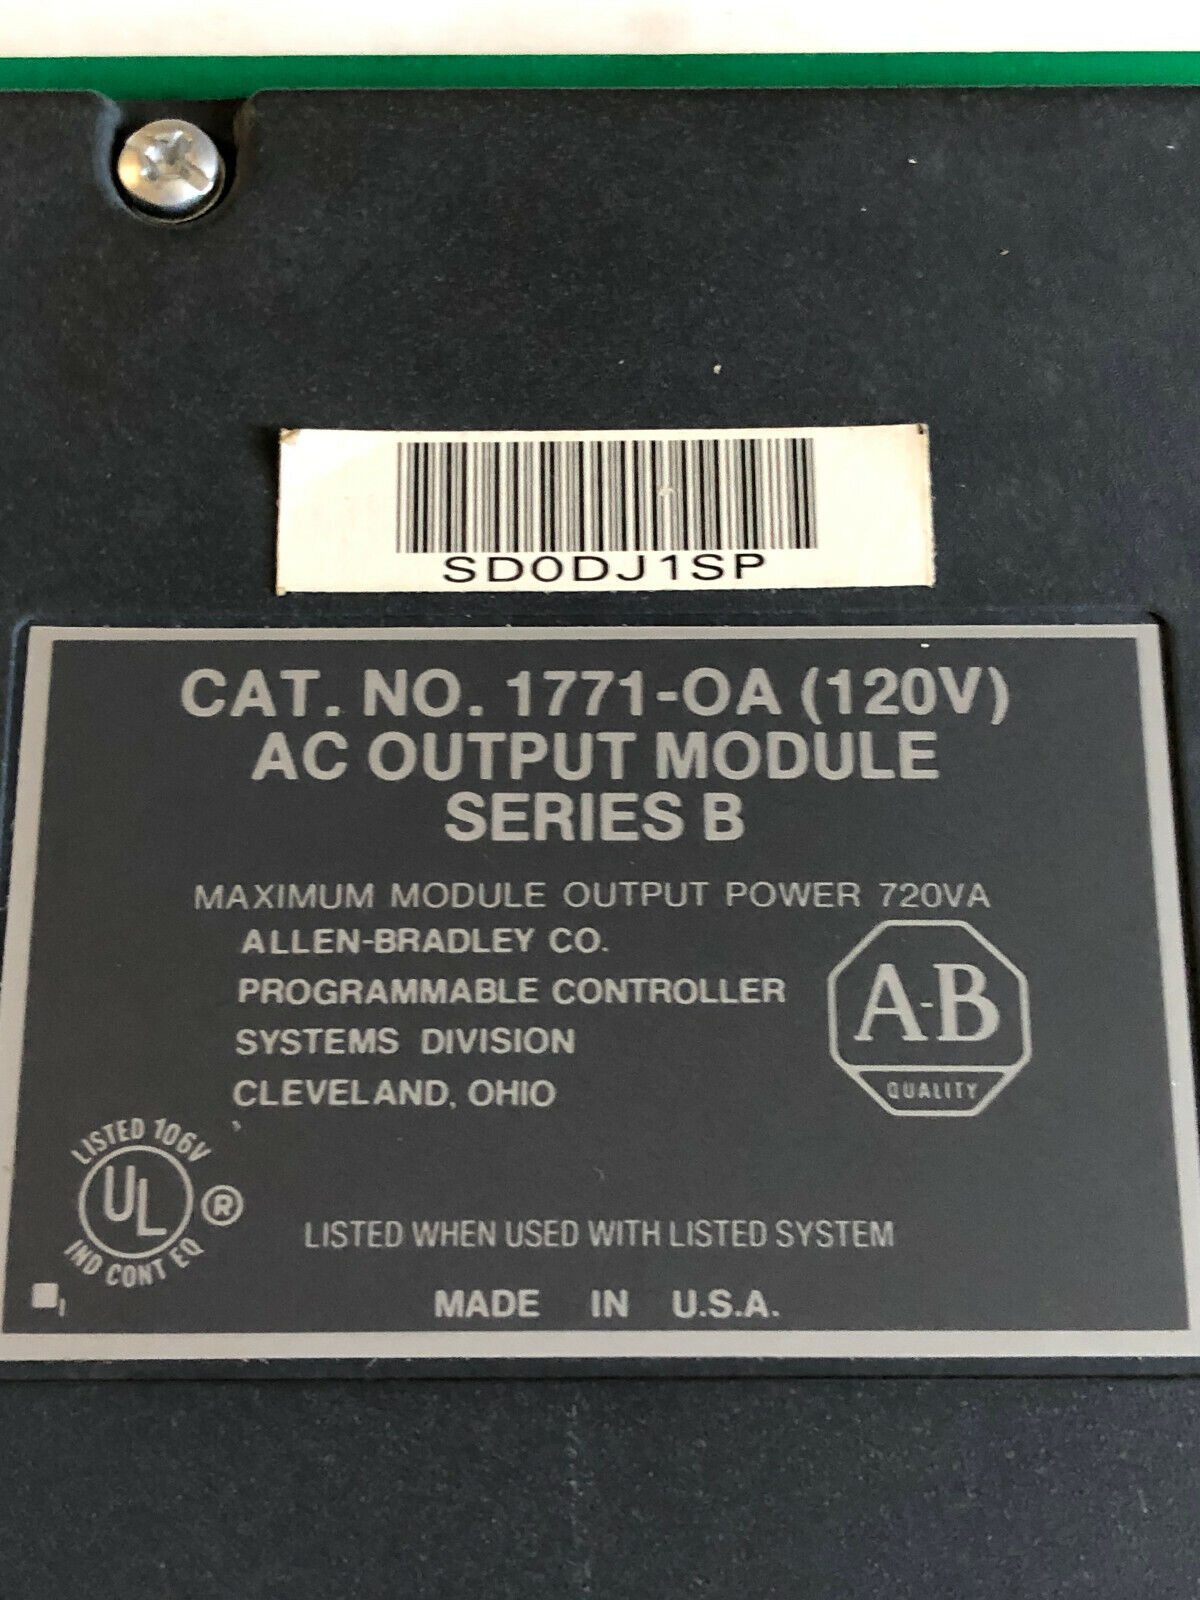 SD0DJ1SP
CAT. NO. 1771-OA (120V)
AC OUTPUT MODULE
SERIES B
MAXIMUM MODULE OUTPUT POWER 720VA
ALLEN-BRADLEY CO.
PROGRAMMABLE CONTROLLER
SYSTEMS DIVISION
CLEVELAND, OHIO
A-B
QUALITY
LISTED 106V
UL ®
IND CONT EQ
LISTED WHEN USED WITH LISTED SYSTEM
MADE IN U.S.A.